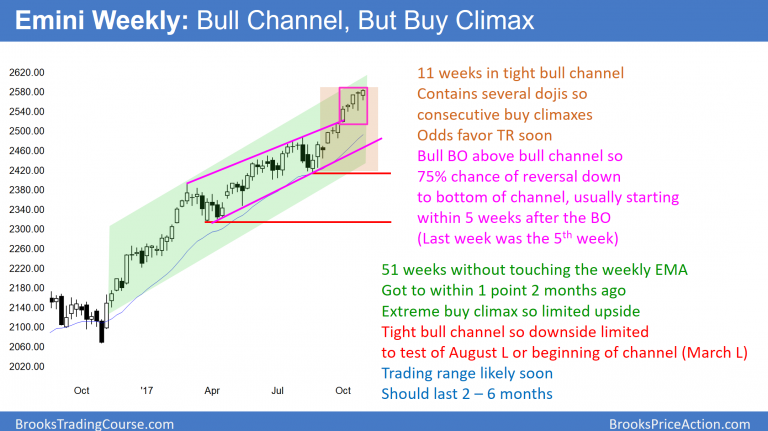 Emini Weekly: Bull Channel, But Buy Climax
2620.00
2580.00
2540.00
2500.00
2460.00
2420.00
2380.00
2340.00
2300.00
2260.00
2220.00
2180.00
2140.00
2100.00
2060.00
2020.00
Oct
'17
Apr
Jul
Oct
11 weeks in tight bull channel
Contains several dojis so
consecutive buy climaxes
Odds favor TR soon
Bull BO above bull channel so
75% chance of reversal down
to bottom of channel, usually starting
within 5 weeks after the BO
(Last week was the 5th week)
51 weeks without touching the weekly EMA
Got to within 1 point 2 months ago
Extreme buy climax so limited upside
Tight bull channel so downside limited
to test of August L or beginning of channel (March L)
Trading range likely soon
Should last 2 – 6 months
BrooksTradingCourse.com
BrooksPriceAction.com